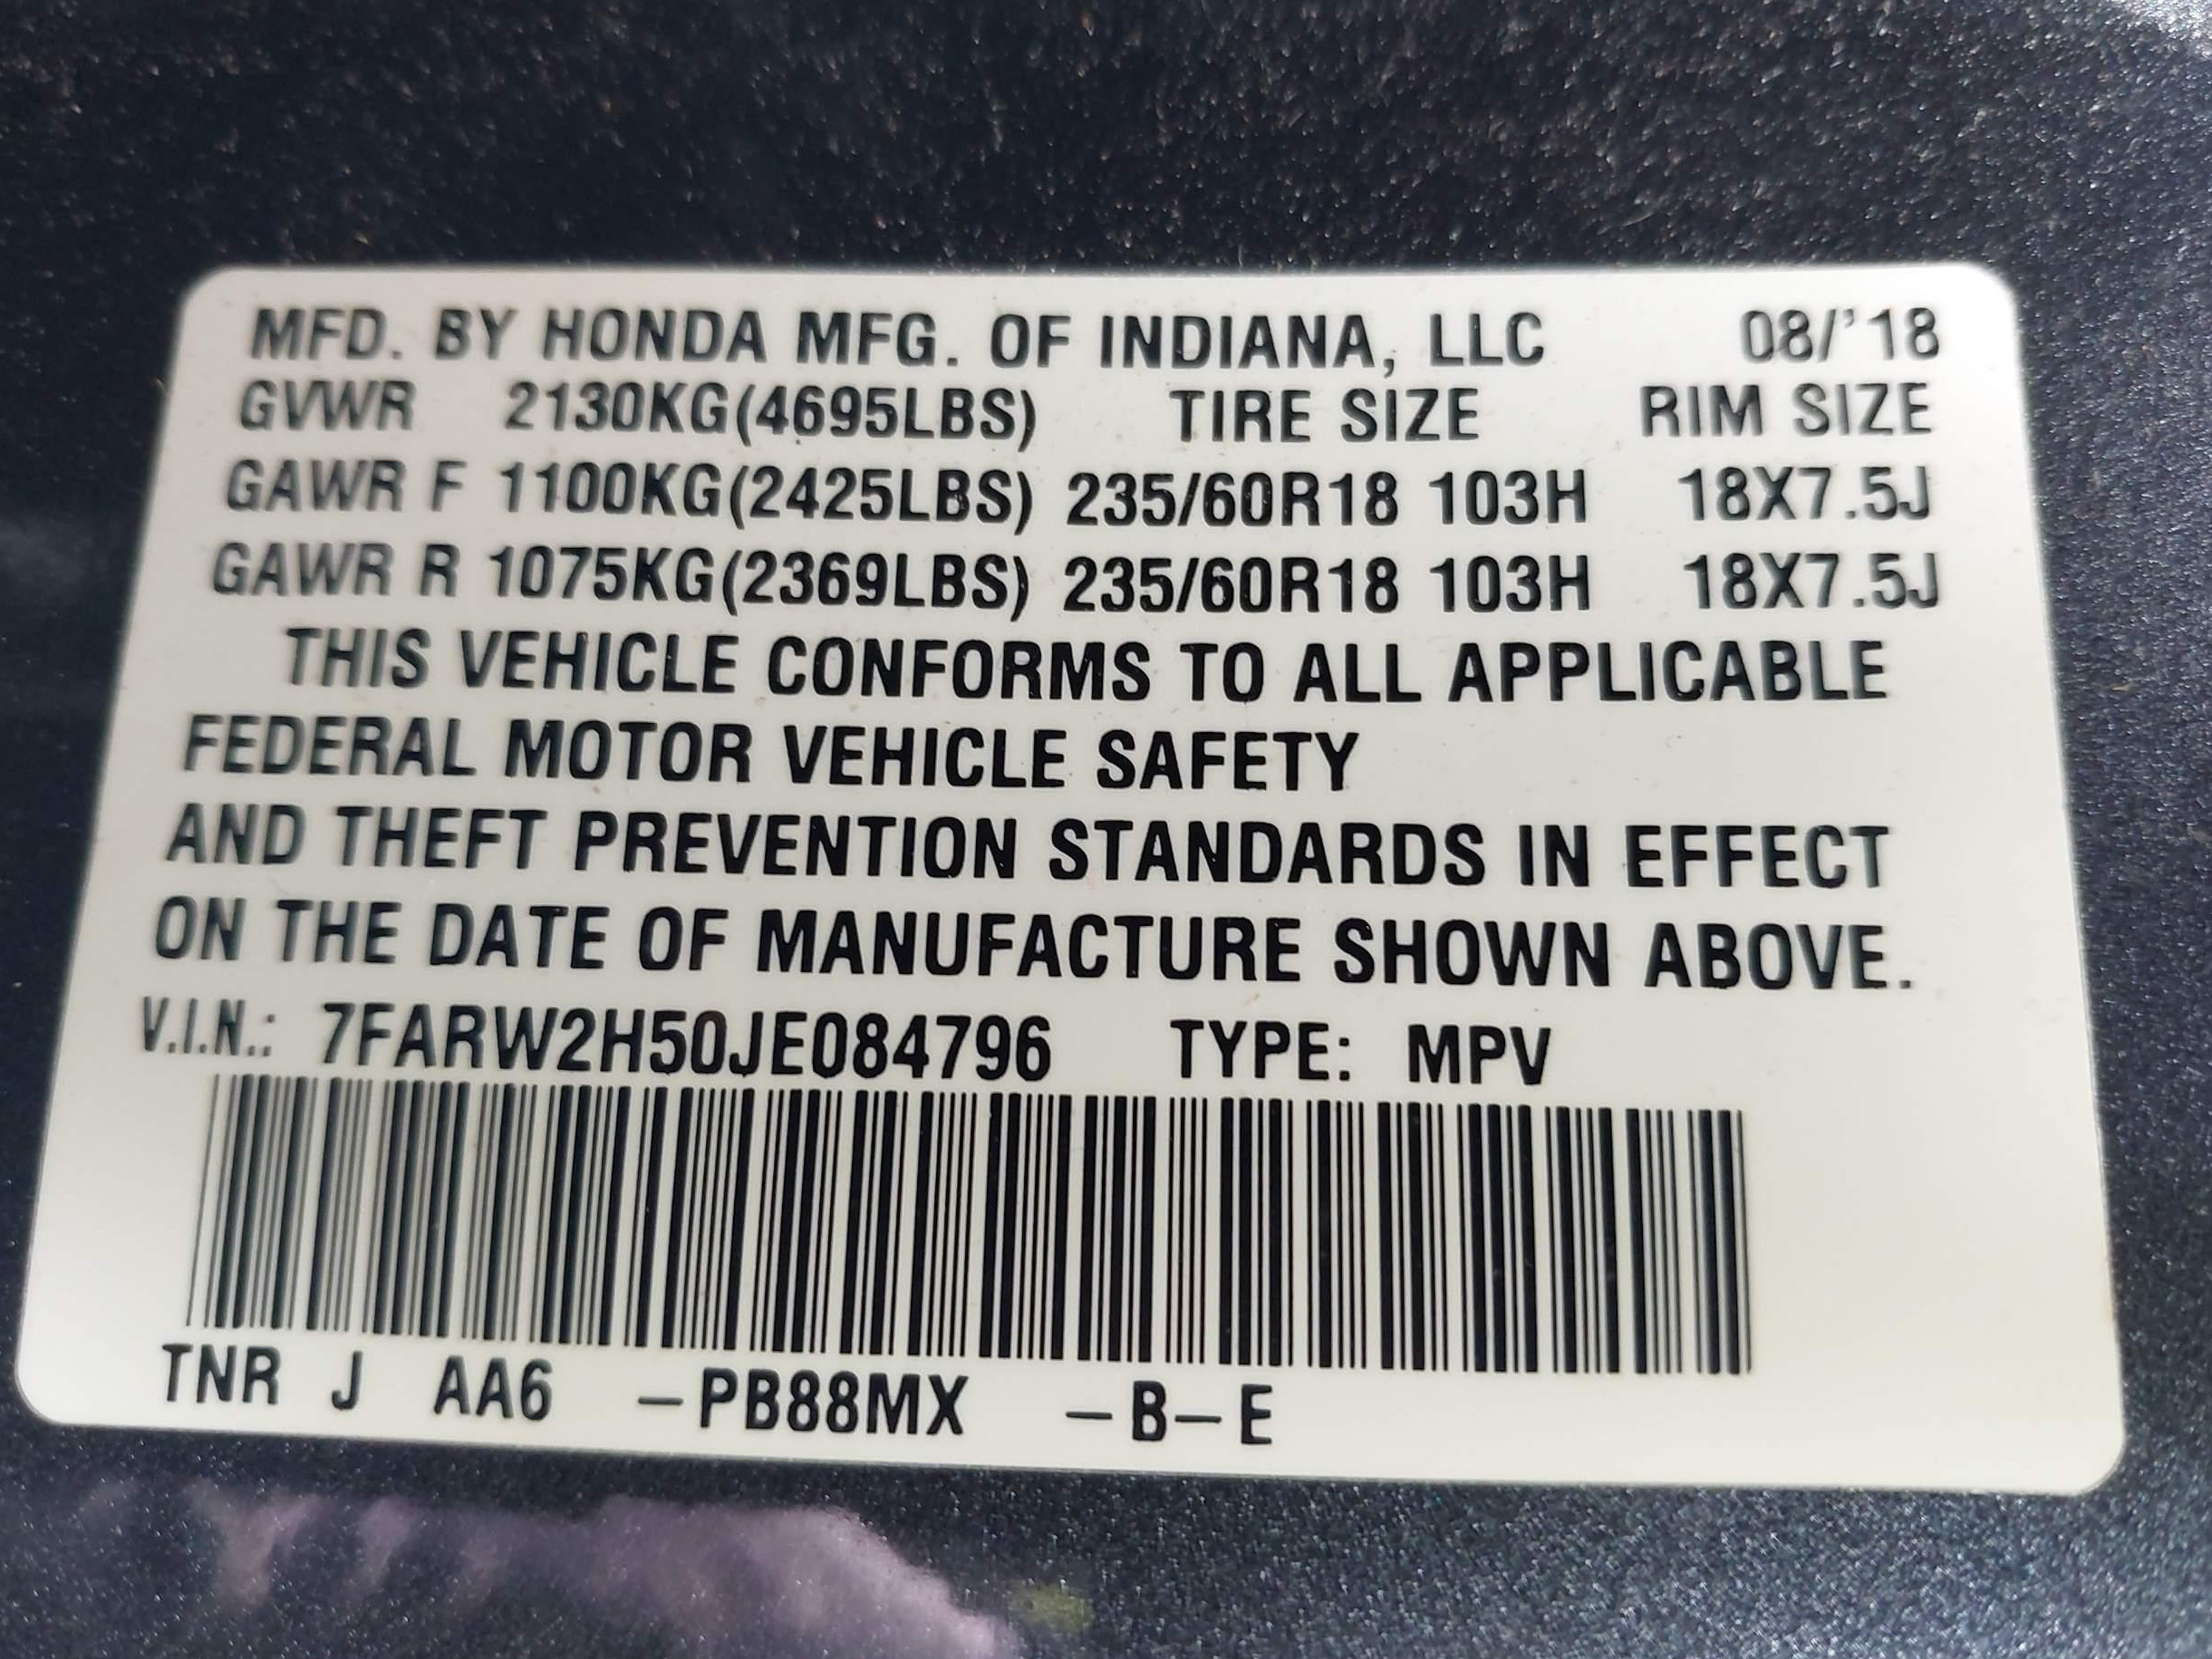 MFD. BY HONDA MFG. OF INDIANA, LLC 08/'18
GVWR 2130KG(4695LBS) TIRE SIZE RIM SIZE
GAWR F 1100KG(2425LBS) 235/60R18 103H 18X7.5J
GAWR R 1075KG(2369LBS) 235/60R18 103H 18X7.5J
THIS VEHICLE CONFORMS TO ALL APPLICABLE
FEDERAL MOTOR VEHICLE SAFETY
AND THEFT PREVENTION STANDARDS IN EFFECT
ON THE DATE OF MANUFACTURE SHOWN ABOVE.
V.I.N.: 7FARW2H50JE084796 TYPE: MPV
TNR J AA6 -PB88MX -B-E